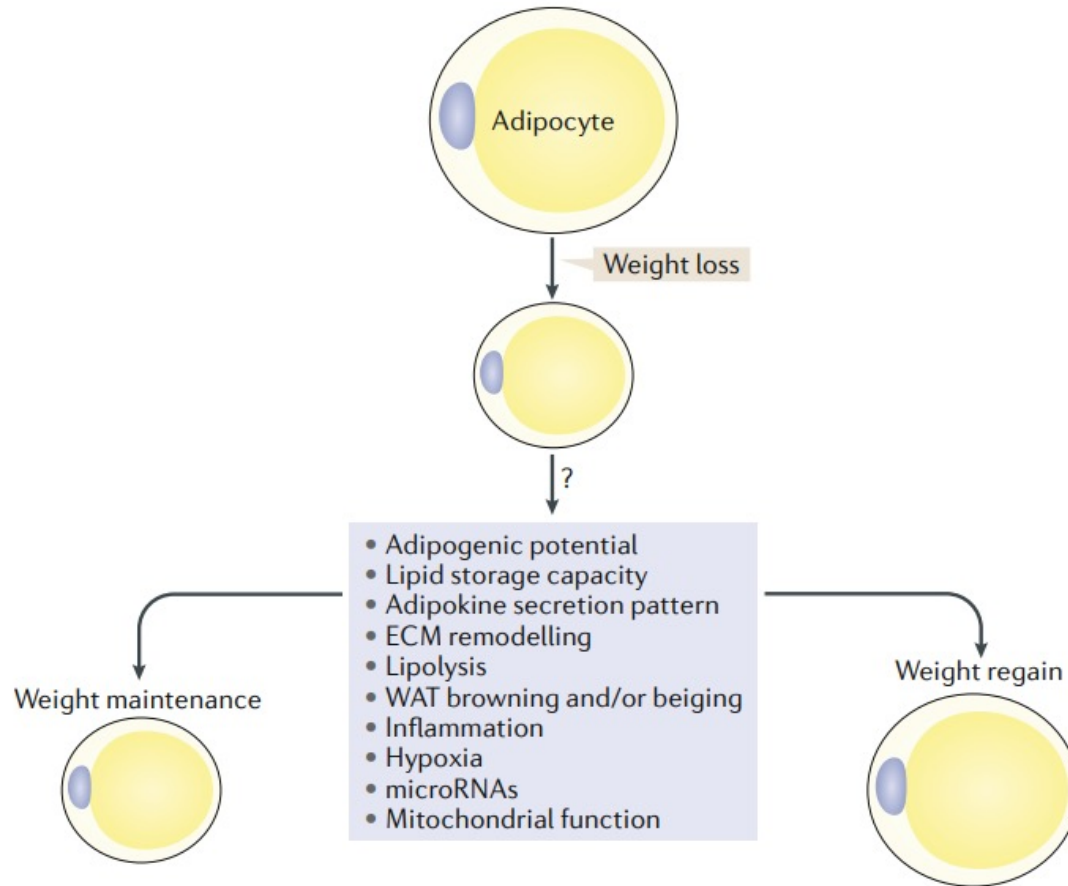 Adipocyte
Weight loss
?
• Adipogenic potential
• Lipid storage capacity
• Adipokine secretion pattern
• ECM remodelling
• Lipolysis
• WAT browning and/or beiging
• Inflammation
• Hypoxia
• microRNAs
• Mitochondrial function
Weight maintenance
Weight regain